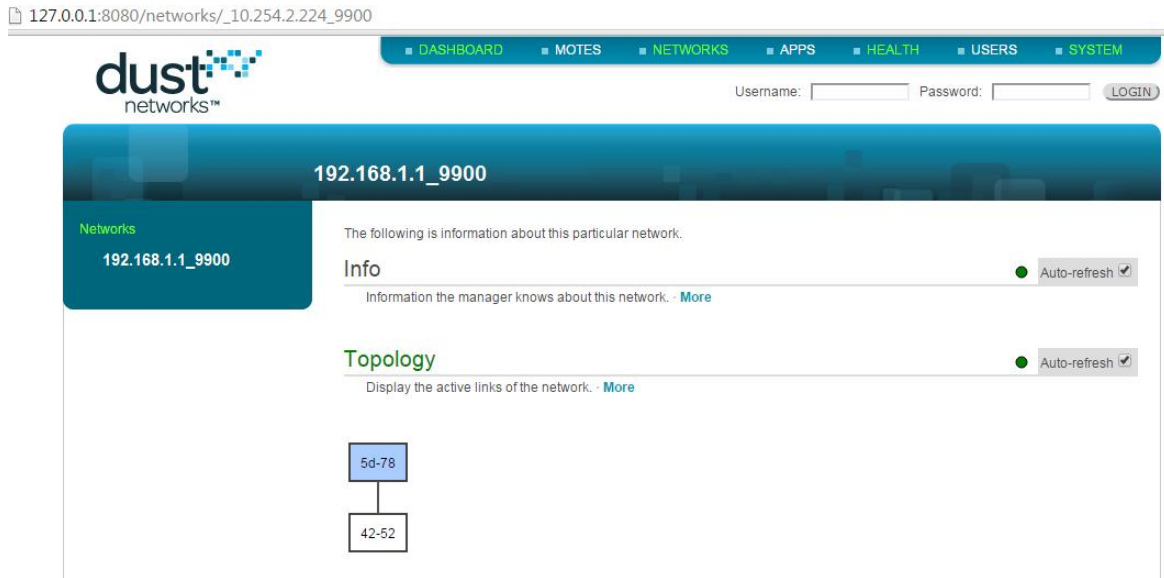 127.0.0.1:8080/networks/_10.254.2.224_9900
DASHBOARD MOTES NETWORKS APPS HEALTH USERS SYSTEM
dust
networks™
Username: Password: LOGIN
192.168.1.1_9900
Networks
192.168.1.1_9900
The following is information about this particular network.
Info
Auto-refresh
Information the manager knows about this network. · More
Topology
Auto-refresh
Display the active links of the network. · More
5d-78
42-52